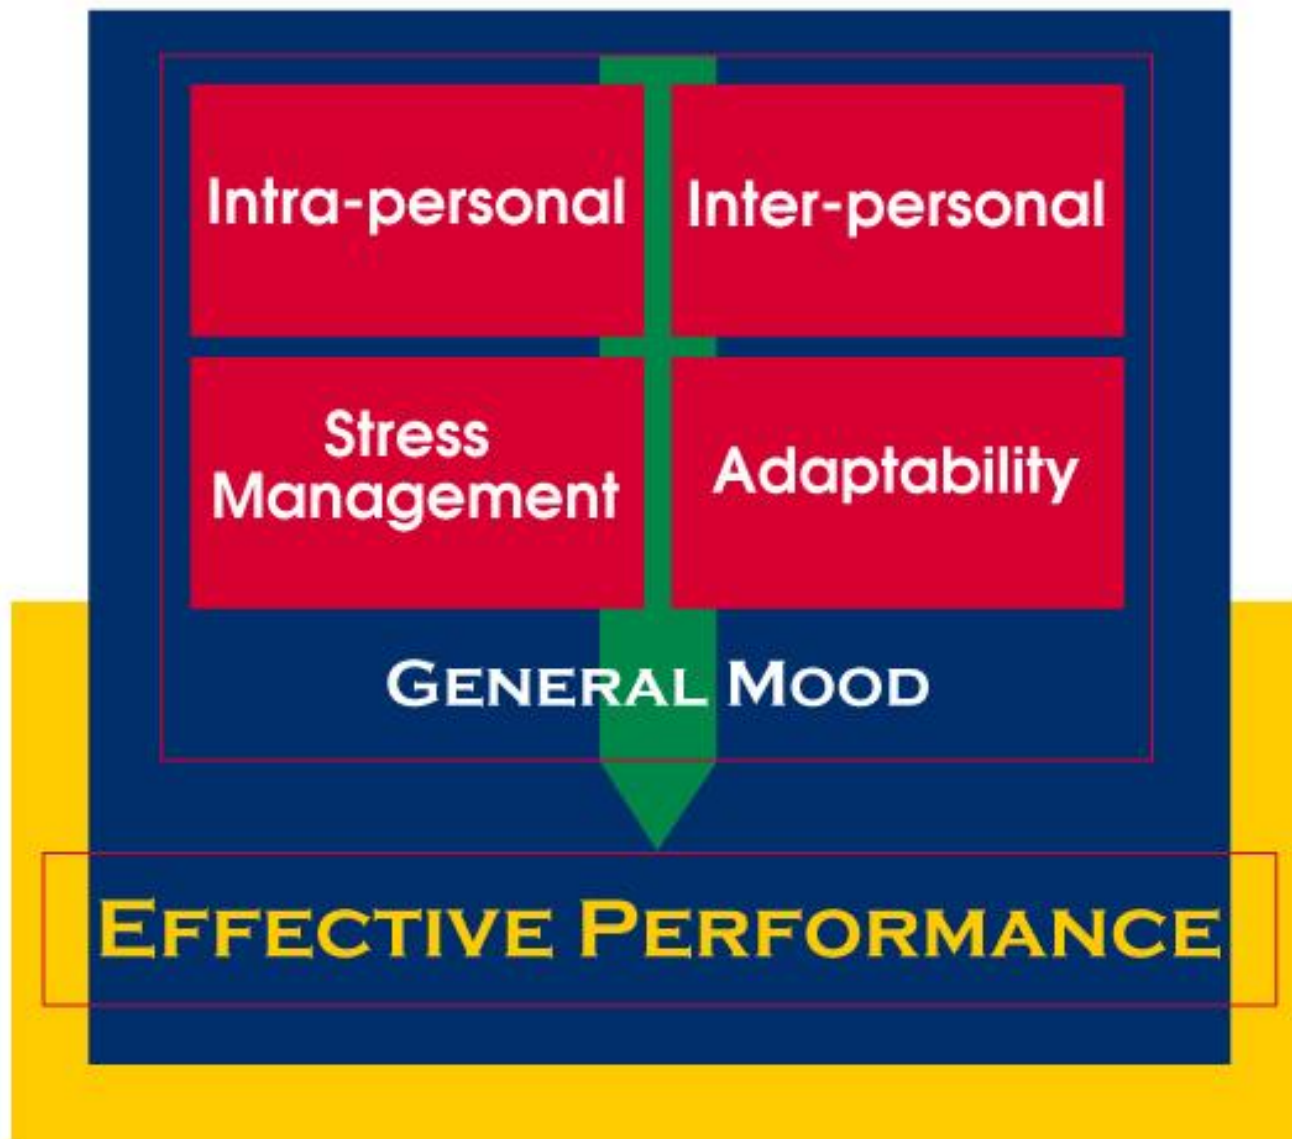 Intra-personal
Inter-personal
Stress
Management
Adaptability
GENERAL MOOD
EFFECTIVE PERFORMANCE